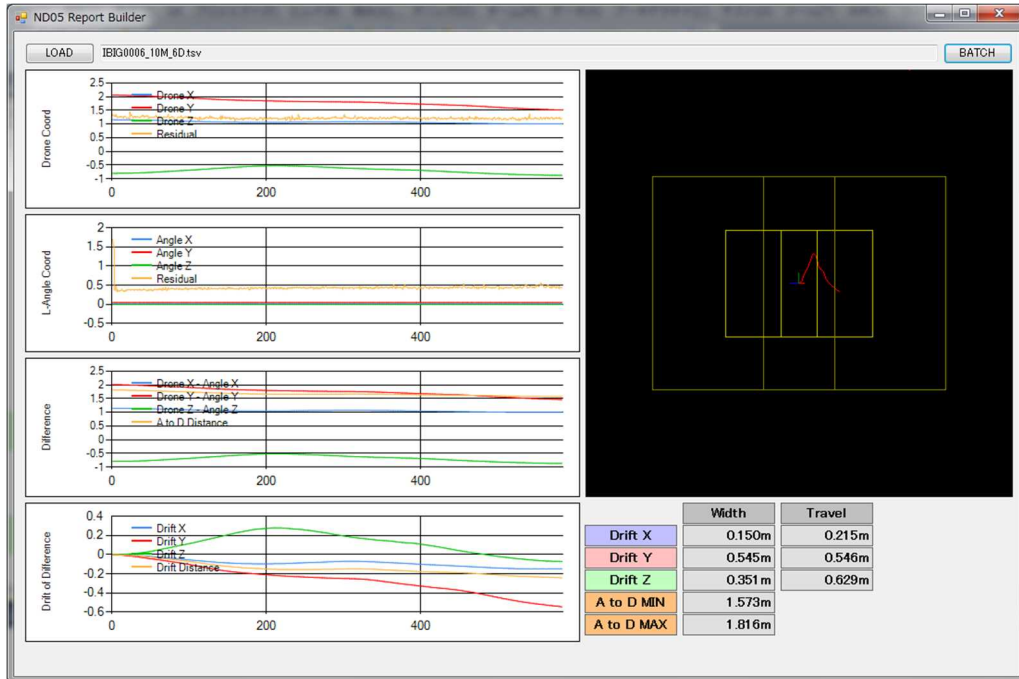 ND05 Report Builder
LOAD IBIG0006_10M_6D.tsv BATCH
Drone Coord
2.5
2
1.5
1
0.5
0
-0.5
-1
0 200 400
Drone X
Drone Y
Drone Z
Residual
L-Angle Coord
2
1.5
1
0.5
0
-0.5
0 200 400
Angle X
Angle Y
Angle Z
Residual
Difference
2.5
2
1.5
1
0.5
0
-0.5
-1
0 200 400
Drone X - Angle X
Drone Y - Angle Y
Drone Z - Angle Z
A to D Distance
Drit of Difference
0.4
0.2
0
-0.2
-0.4
-0.6
0 200 400
Drift X
Drift Y
Drift Z
Drift Distance
Width Travel
Drift X 0.150m 0.215m
Drift Y 0.545m 0.546m
Drift Z 0.351m 0.629m
A to D MIN 1.573m
A to D MAX 1.816m